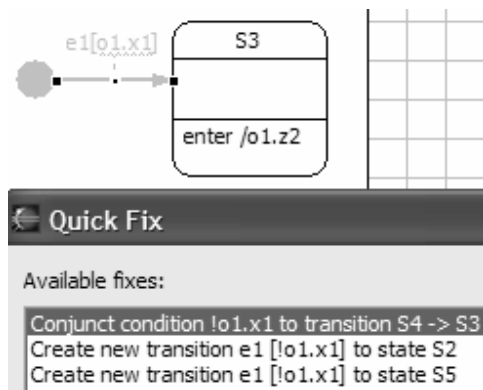 e1[o1.x1]
S3
enter /o1.z2
Quick Fix
Available fixes:
Conjunct condition !o1.x1 to transition S4 -> S3
Create new transition e1 [!o1.x1] to state S2
Create new transition e1 [!o1.x1] to state S5